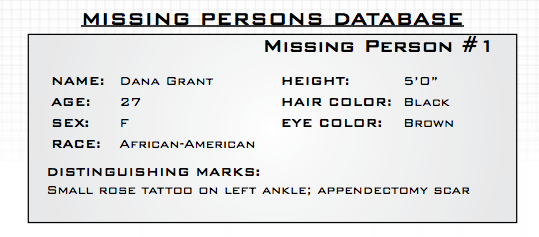 MISSING PERSONS DATABASE
MISSING PERSON #1
NAME: DANA GRANT HEIGHT: 5'0"
AGE: 27 HAIR COLOR: BLACK
SEX: F EYE COLOR: BROWN
RACE: AFRICAN-AMERICAN
DISTINGUISHING MARKS:
SMALL ROSE TATTOO ON LEFT ANKLE; APPENDECTOMY SCAR